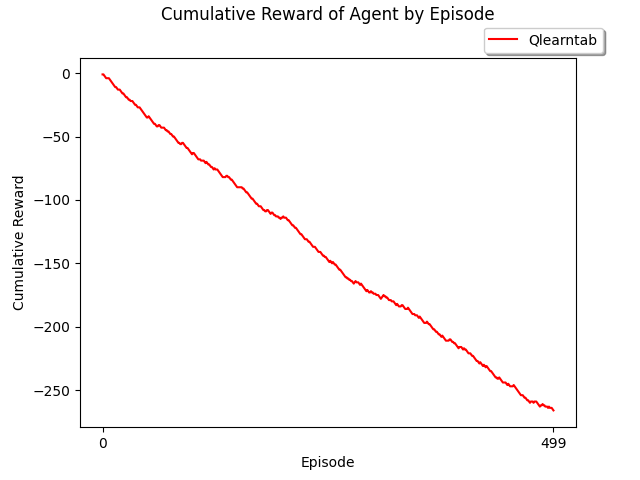 Cumulative Reward of Agent by Episode
Qlearntab
0
−50
−100
−150
−200
−250
Cumulative Reward
0
499
Episode